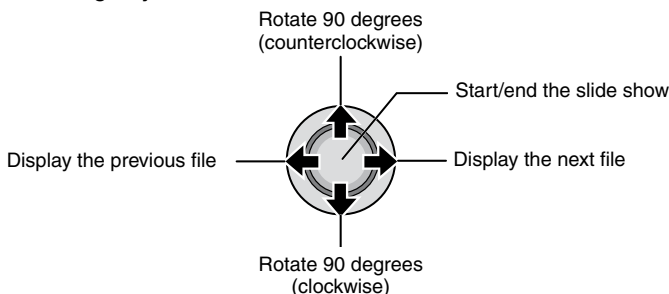 Rotate 90 degrees
(counterclockwise)
Start/end the slide show
Display the previous file
Display the next file
Rotate 90 degrees
(clockwise)